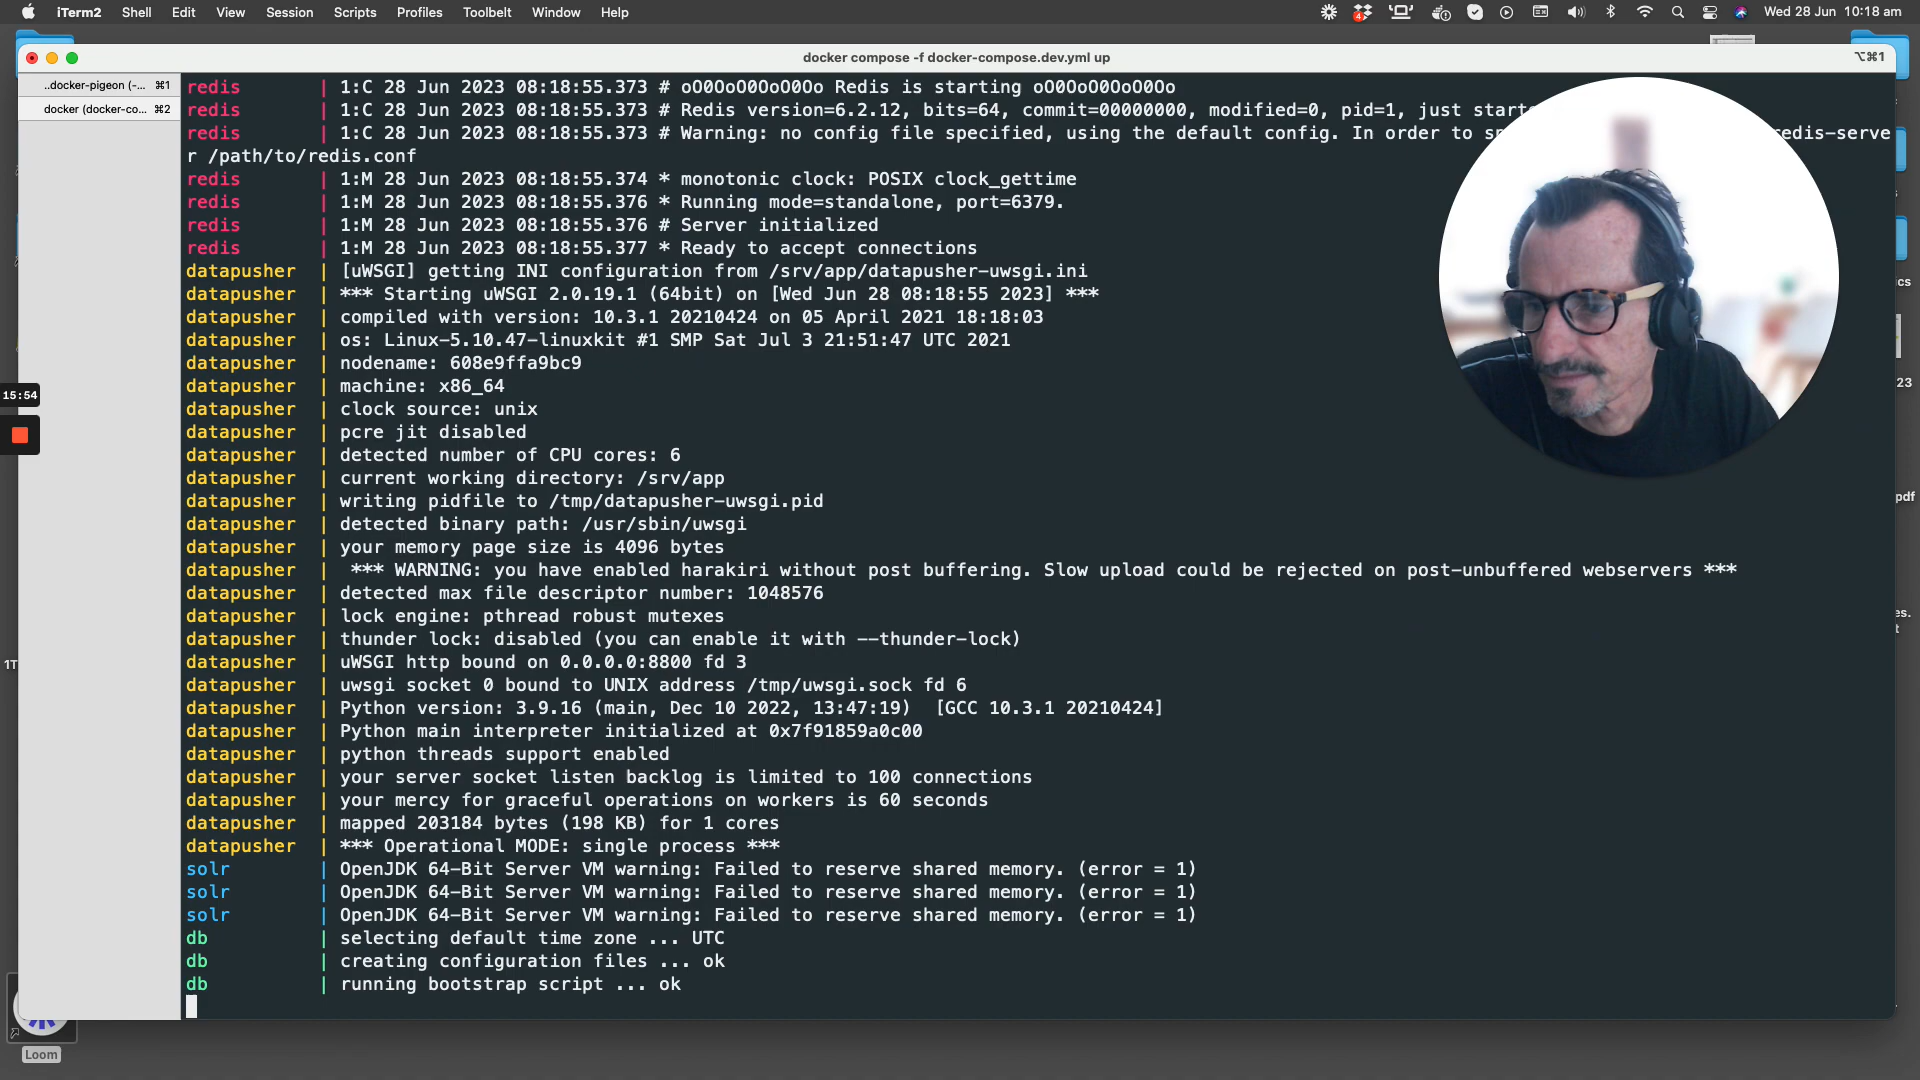 iTerm2 Shell Edit View Session Scripts Profiles Toolbelt Window Help
4
Wed 28 Jun 10:18 am
docker compose -f docker-compose.dev.yml up
⌥⌘1
..docker-pigeon (-... ⌘1
docker (docker-co... ⌘2
redis | 1:C 28 Jun 2023 08:18:55.373 # oO0OoO0OoO0Oo Redis is starting oO0OoO0OoO0Oo
redis | 1:C 28 Jun 2023 08:18:55.373 # Redis version=6.2.12, bits=64, commit=00000000, modified=0, pid=1, just
redis | 1:C 28 Jun 2023 08:18:55.373 # Warning: no config file specified, using the default config. In order to redis-serve
r /path/to/redis.conf
redis | 1:M 28 Jun 2023 08:18:55.374 * monotonic clock: POSIX clock_gettime
redis | 1:M 28 Jun 2023 08:18:55.376 * Running mode=standalone, port=6379.
redis | 1:M 28 Jun 2023 08:18:55.376 # Server initialized
redis | 1:M 28 Jun 2023 08:18:55.377 * Ready to accept connections
datapusher | [uWSGI] getting INI configuration from /srv/app/datapusher-uwsgi.ini
datapusher | *** Starting uWSGI 2.0.19.1 (64bit) on [Wed Jun 28 08:18:55 2023] ***
datapusher | compiled with version: 10.3.1 20210424 on 05 April 2021 18:18:03
datapusher | os: Linux-5.10.47-linuxkit #1 SMP Sat Jul 3 21:51:47 UTC 2021
datapusher | nodename: 608e9ffa9bc9
datapusher | machine: x86_64
datapusher | clock source: unix
datapusher | pcre jit disabled
datapusher | detected number of CPU cores: 6
datapusher | current working directory: /srv/app
datapusher | writing pidfile to /tmp/datapusher-uwsgi.pid
datapusher | detected binary path: /usr/sbin/uwsgi
datapusher | your memory page size is 4096 bytes
datapusher | *** WARNING: you have enabled harakiri without post buffering. Slow upload could be rejected on post-unbuffered webservers ***
datapusher | detected max file descriptor number: 1048576
datapusher | lock engine: pthread robust mutexes
datapusher | thunder lock: disabled (you can enable it with --thunder-lock)
datapusher | uWSGI http bound on 0.0.0.0:8800 fd 3
datapusher | uwsgi socket 0 bound to UNIX address /tmp/uwsgi.sock fd 6
datapusher | Python version: 3.9.16 (main, Dec 10 2022, 13:47:19) [GCC 10.3.1 20210424]
datapusher | Python main interpreter initialized at 0x7f91859a0c00
datapusher | python threads support enabled
datapusher | your server socket listen backlog is limited to 100 connections
datapusher | your mercy for graceful operations on workers is 60 seconds
datapusher | mapped 203184 bytes (198 KB) for 1 cores
datapusher | *** Operational MODE: single process ***
solr | OpenJDK 64-Bit Server VM warning: Failed to reserve shared memory. (error = 1)
solr | OpenJDK 64-Bit Server VM warning: Failed to reserve shared memory. (error = 1)
solr | OpenJDK 64-Bit Server VM warning: Failed to reserve shared memory. (error = 1)
db | selecting default time zone ... UTC
db | creating configuration files ... ok
db | running bootstrap script ... ok
15:54
1T
cs
23
pdf
es.
t
Loom